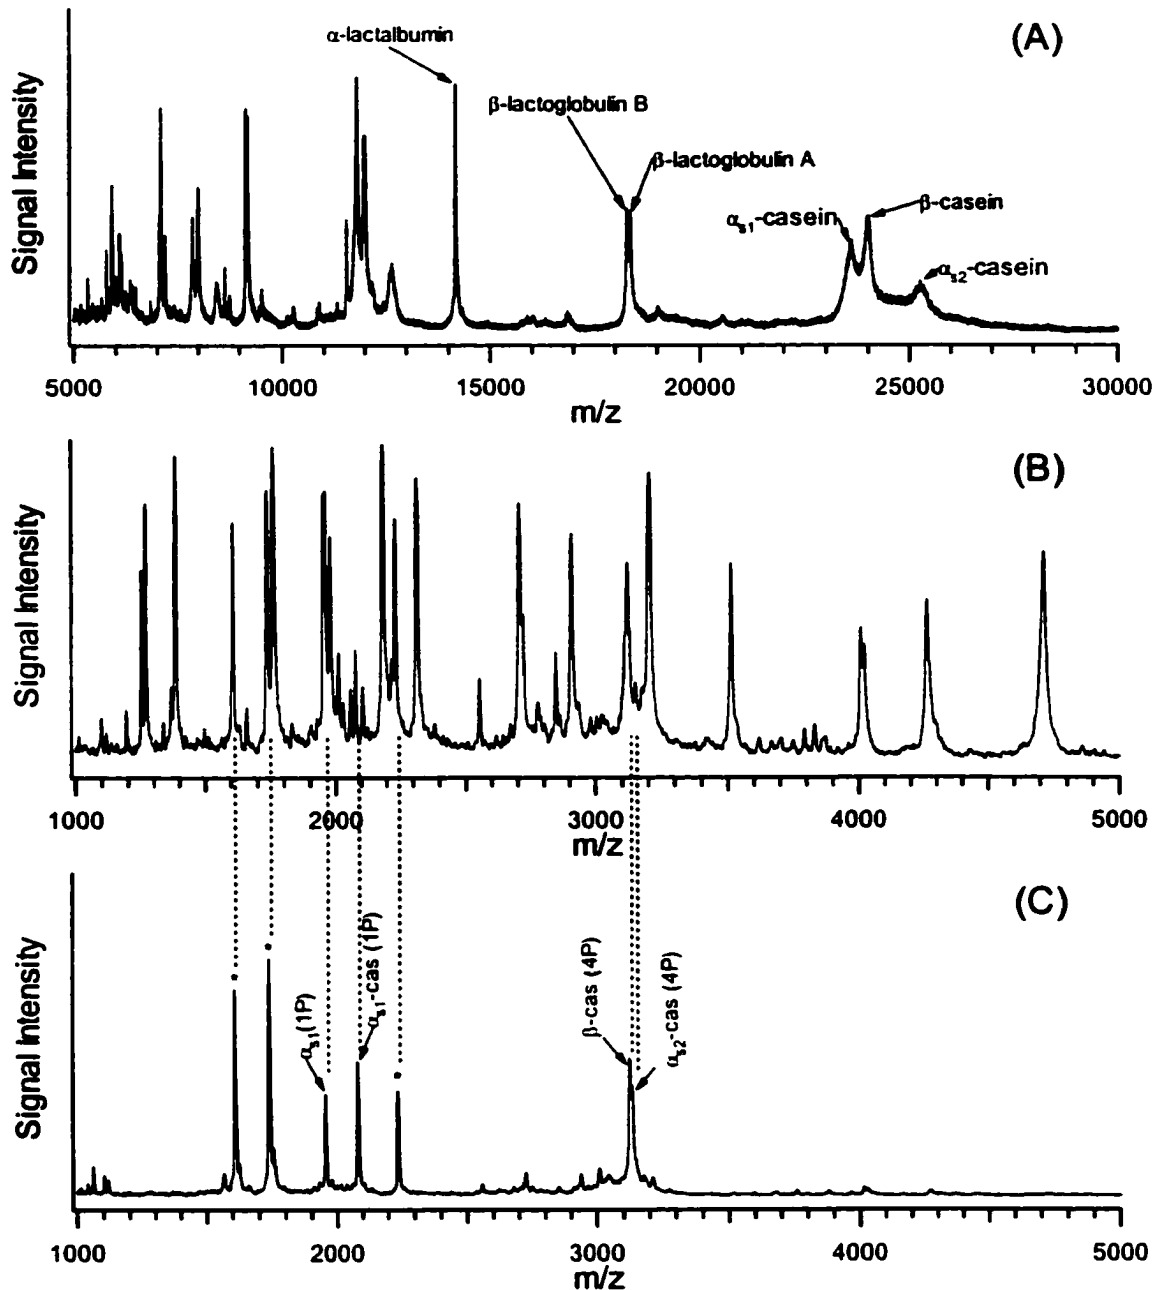 (A)
Signal Intensity
α-lactalbumin
β-lactoglobulin B
β-lactoglobulin A
αs1-casein
β-casein
αs2-casein
5000 10000 15000 20000 25000 30000
m/z
(B)
Signal Intensity
1000 2000 3000 4000 5000
m/z
(C)
Signal Intensity
αs1(1P)
αs1-cas (1P)
β-cas (4P)
αs2-cas (4P)
1000 2000 3000 4000 5000
m/z